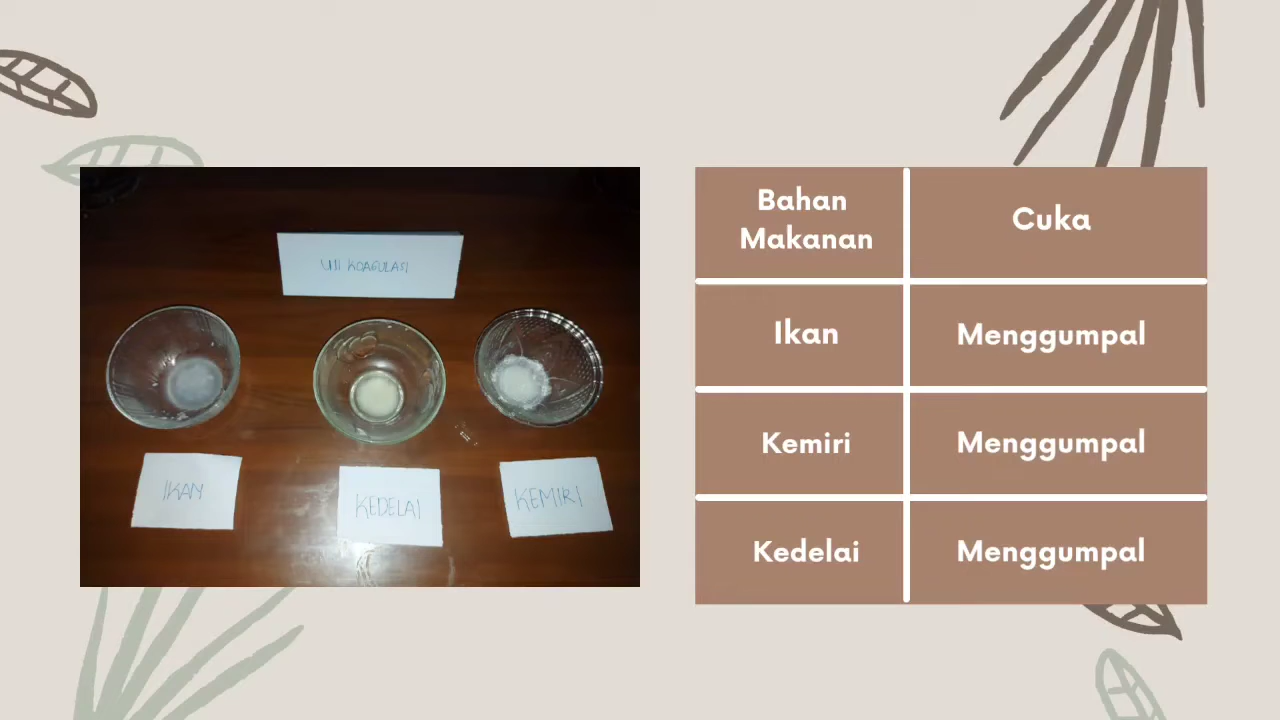 UJI KOAGULASI
IKAN
KEDELAI
KEMIRI
Bahan
Makanan
Cuka
Ikan
Menggumpal
Kemiri
Menggumpal
Kedelai
Menggumpal